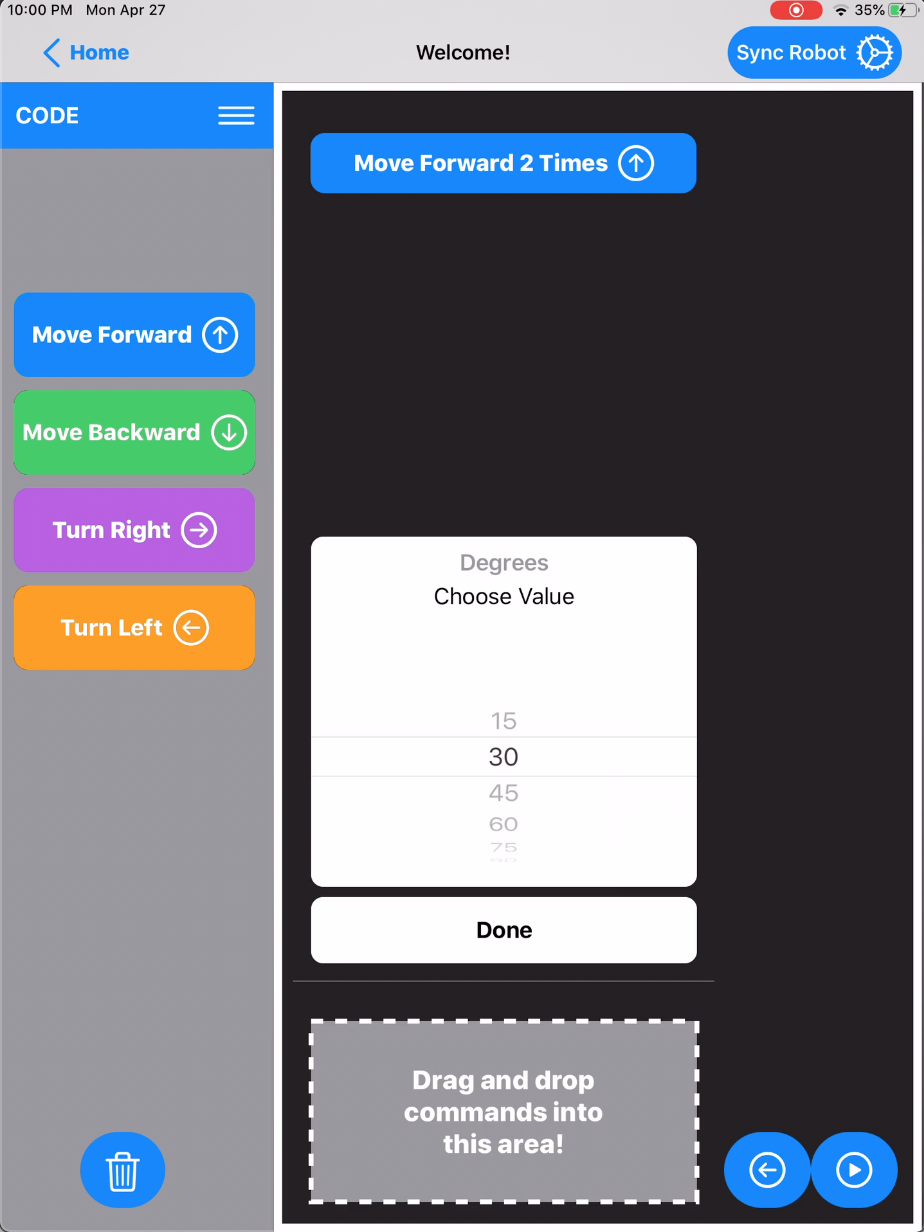 10:00 PM Mon Apr 27
35%
Home
Welcome!
Sync Robot
CODE
Move Forward 2 Times
Move Forward
Move Backward
Turn Right
Turn Left
Degrees
Choose Value
15
30
45
60
75
90
Done
Drag and drop
commands into
this area!